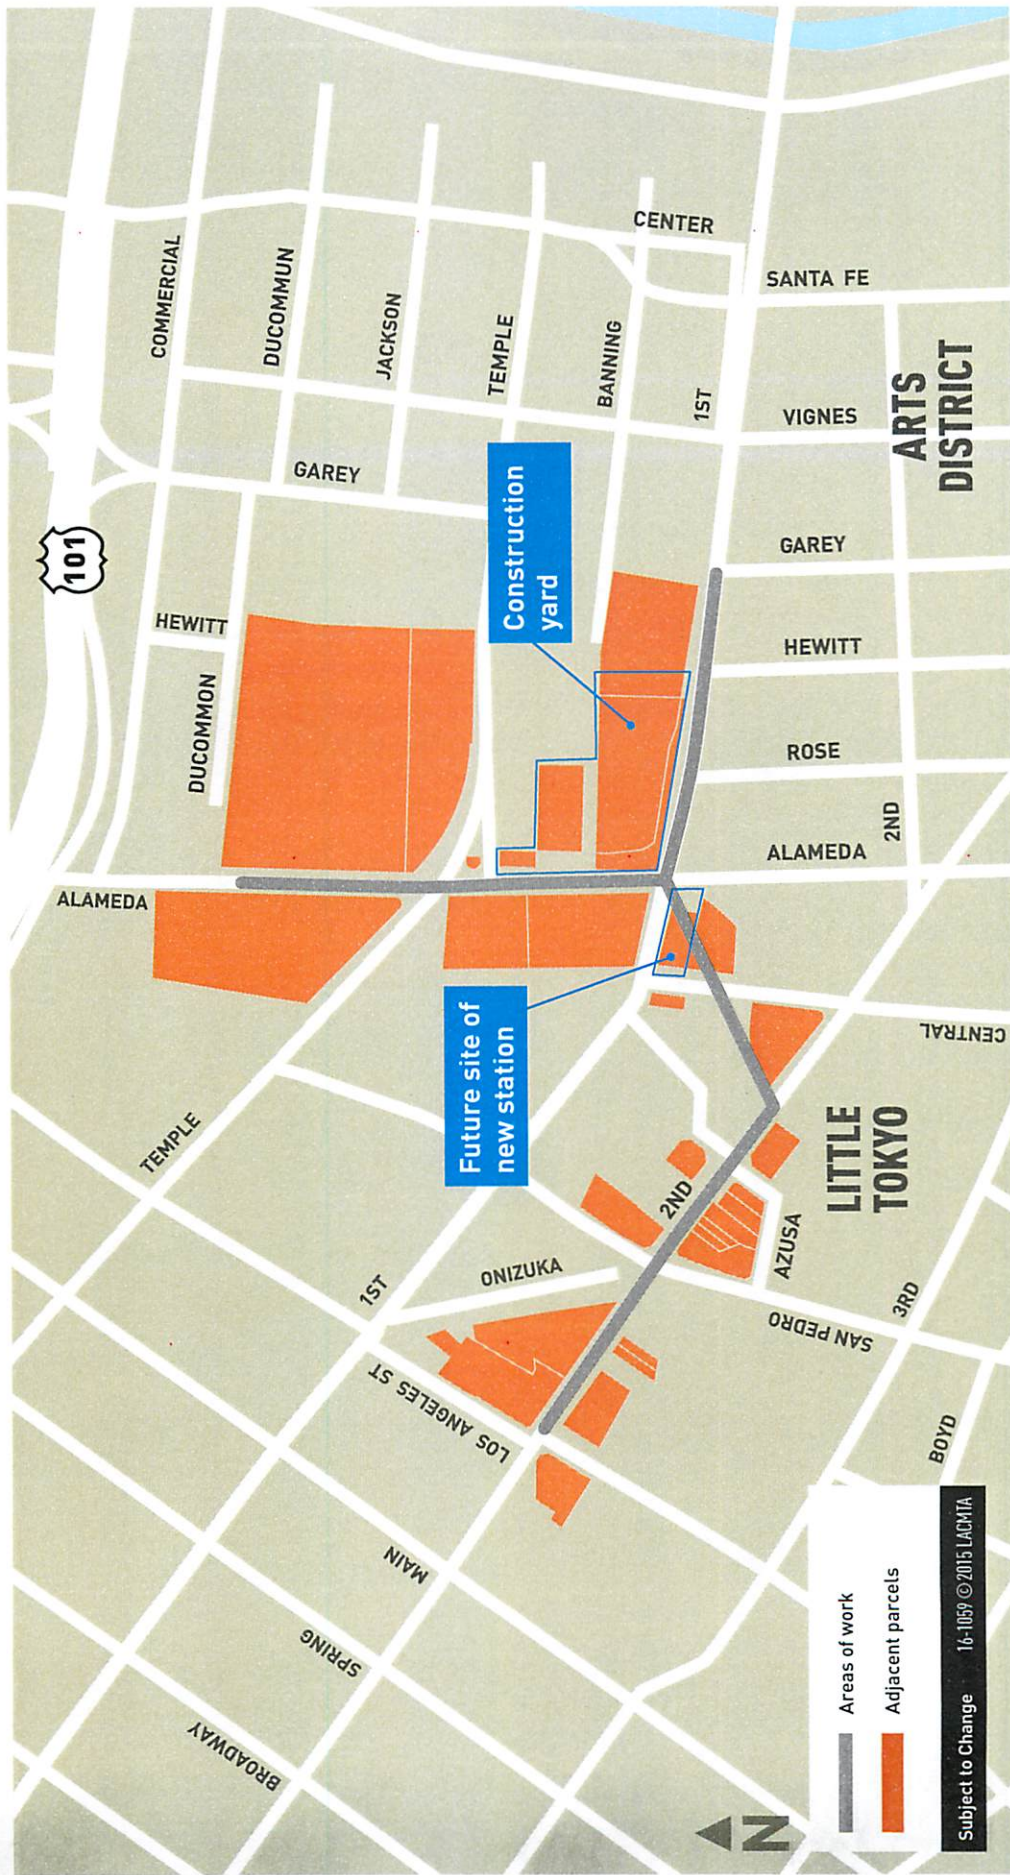 101
COMMERCIAL
DUCOMMUN
JACKSON
TEMPLE
BANNING
1ST
CENTER
SANTA FE
VIGNES
GAREY
GAREY
HEWITT
HEWITT
DUCOMMON
ROSE
ALAMEDA
ALAMEDA
2ND
ARTS
DISTRICT
Construction
yard
Future site of
new station
CENTRAL
LITTLE
TOKYO
TEMPLE
1ST
ONIZUKA
2ND
AZUSA
SAN PEDRO
3RD
LOS ANGELES ST
BOYD
MAIN
SPRING
BROADWAY
N
Areas of work
Adjacent parcels
Subject to Change 16-1059 ©2015 LACMTA